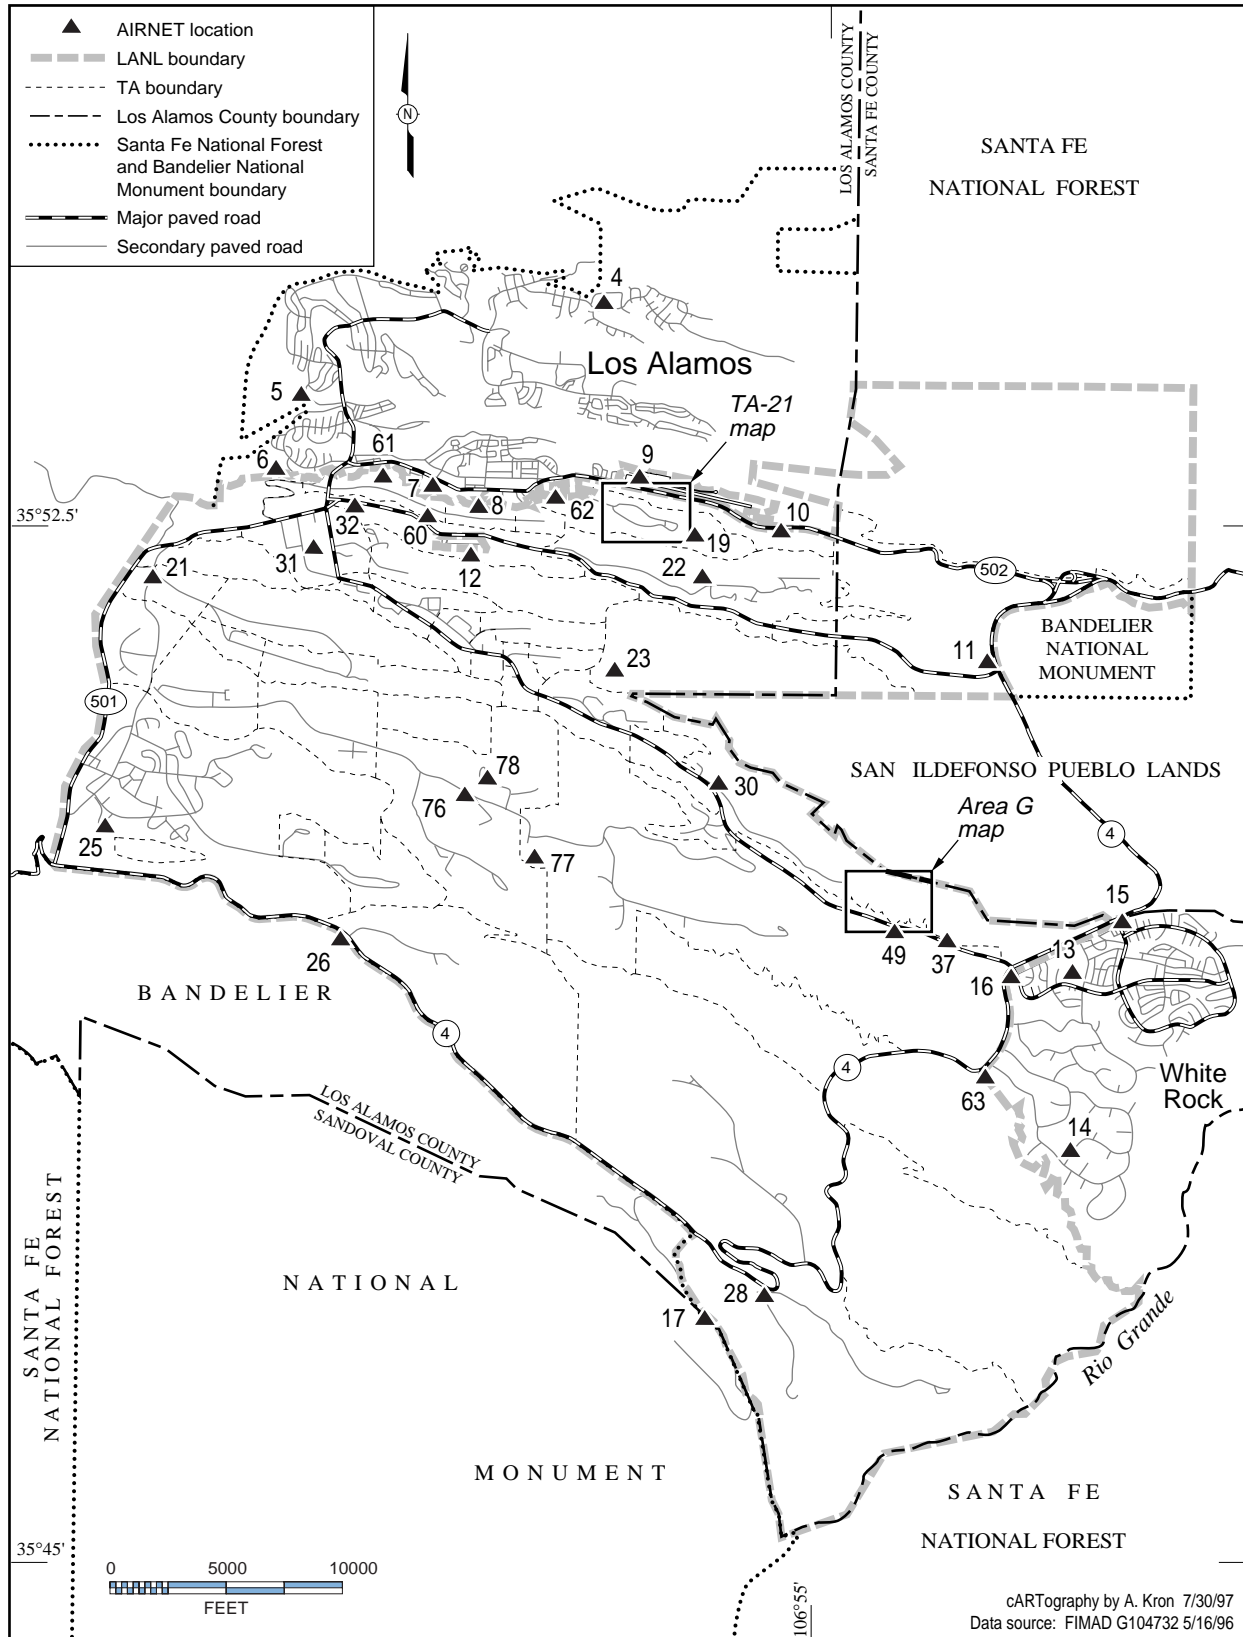 AIRNET location
LANL boundary
TA boundary
Los Alamos County boundary
Santa Fe National Forest
and Bandelier National
Monument boundary
Major paved road
Secondary paved road
N
LOS ALAMOS COUNTY
SANTA FE COUNTY
SANTA FE
NATIONAL FOREST
4
Los Alamos
5
TA-21
map
6
61
9
7
8
62
10
35°52.5'
32
60
19
31
12
21
22
502
11
BANDELIER
NATIONAL
MONUMENT
23
501
78
30
SAN ILDEFONSO PUEBLO LANDS
76
Area G
map
4
25
77
15
26
49
37
13
16
BANDELIER
4
4
White
Rock
63
LOS ALAMOS COUNTY
SANDOVAL COUNTY
14
SANTA FE
NATIONAL FOREST
NATIONAL
28
17
Rio Grande
MONUMENT
SANTA FE
NATIONAL FOREST
35°45'
0 5000 10000
FEET
106°55'
cARTography by A. Kron 7/30/97
Data source: FIMAD G104732 5/16/96